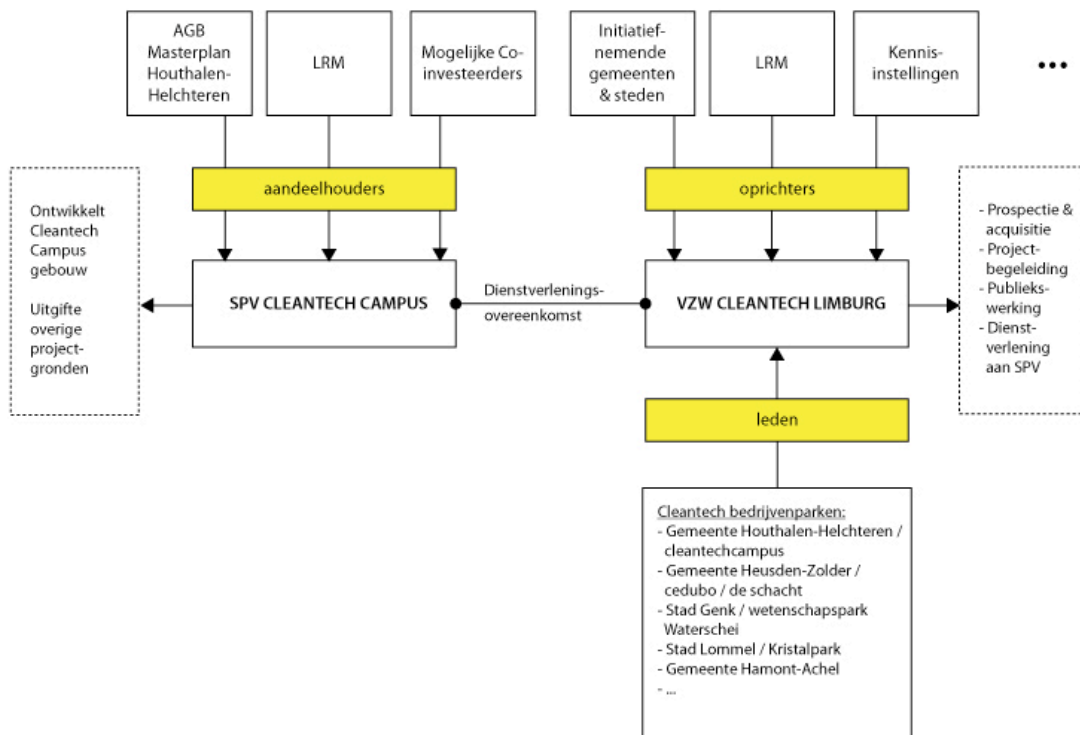 AGB
Masterplan
Houthalen-
Helchteren
LRM
Mogelijke Co-
investeerders
Initiatief-
nemende
gemeenten
& steden
LRM
Kennis-
instellingen
...
aandeelhouders
oprichters
Ontwikkelt
Cleantech
Campus
gebouw
Uitgifte
overige
project-
gronden
SPV CLEANTECH CAMPUS
Dienstverlenings-
overeenkomst
VZW CLEANTECH LIMBURG
- Prospectie &
acquisitie
- Project-
begeleiding
- Publieks-
werking
- Dienst-
verlening
aan SPV
leden
Cleantech bedrijvenparken:
- Gemeente Houthalen-Helchteren /
cleantechcampus
- Gemeente Heusden-Zolder /
cedubo / de schacht
- Stad Genk / wetenschapspark
Waterschei
- Stad Lommel / Kristalpark
- Gemeente Hamont-Achel
- ...